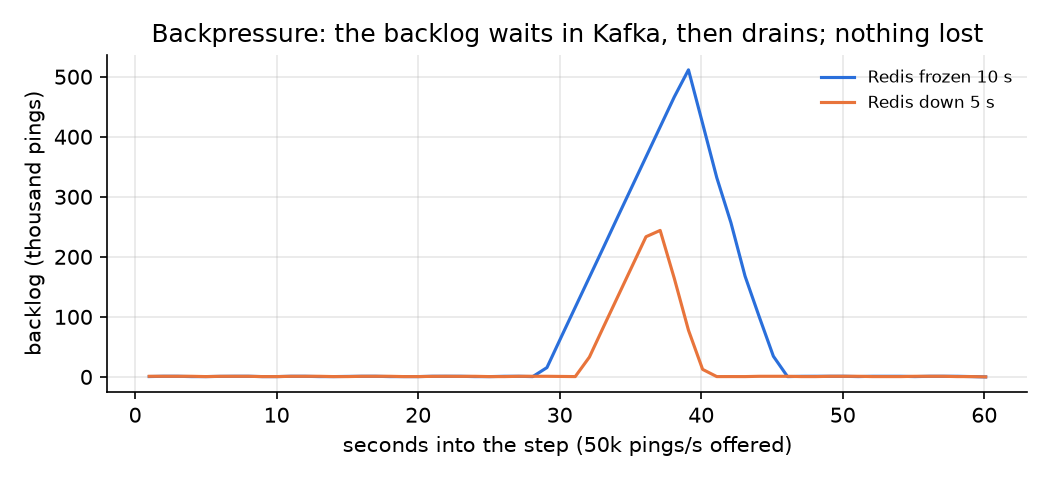 Backpressure: the backlog waits in Kafka, then drains; nothing lost
Redis frozen 10 s
Redis down 5 s
backlog (thousand pings)
500
400
300
200
100
0
0 10 20 30 40 50 60
seconds into the step (50k pings/s offered)